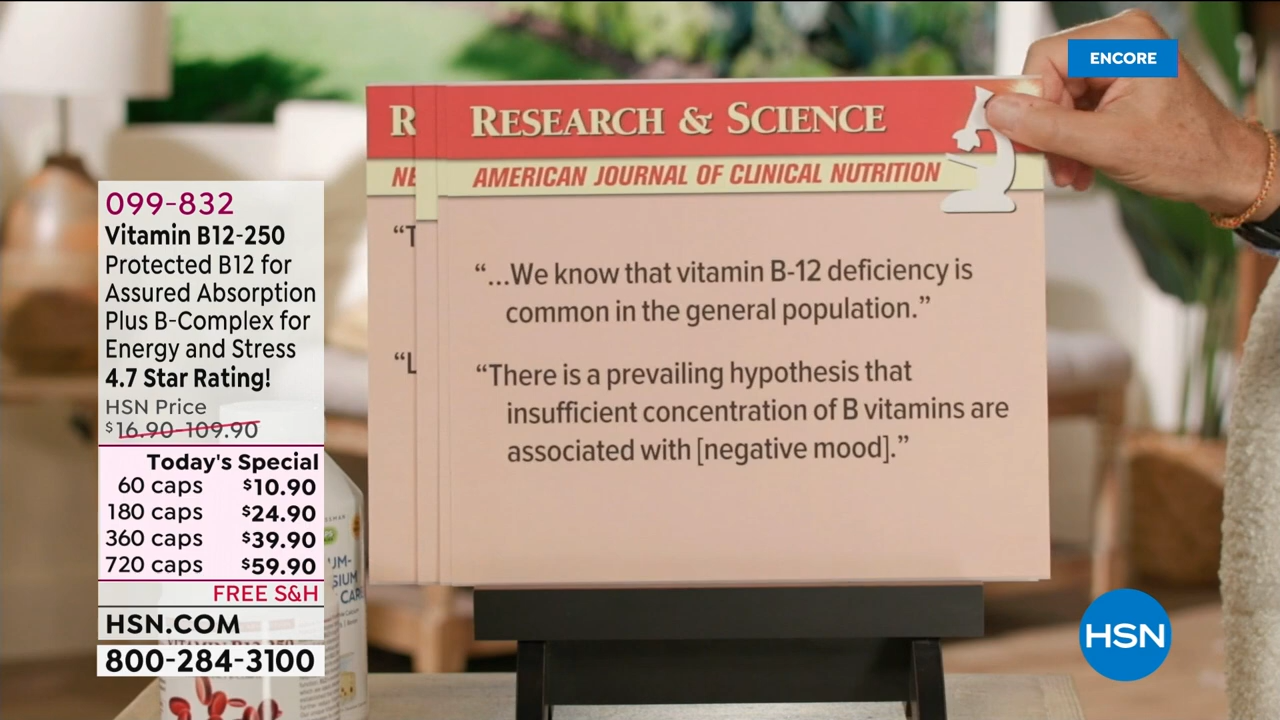 ENCORE
R
NE
“T
“L
RESEARCH & SCIENCE
AMERICAN JOURNAL OF CLINICAL NUTRITION
“...We know that vitamin B-12 deficiency is
common in the general population.”
“There is a prevailing hypothesis that
insufficient concentration of B vitamins are
associated with [negative mood].”
099-832
Vitamin B12-250
Protected B12 for
Assured Absorption
Plus B-Complex for
Energy and Stress
4.7 Star Rating!
HSN Price
$16.90-109.90
Today's Special
60 caps $10.90
180 caps $24.90
360 caps $39.90
720 caps $59.90
FREE S&H
HSN.COM
800-284-3100
HSN